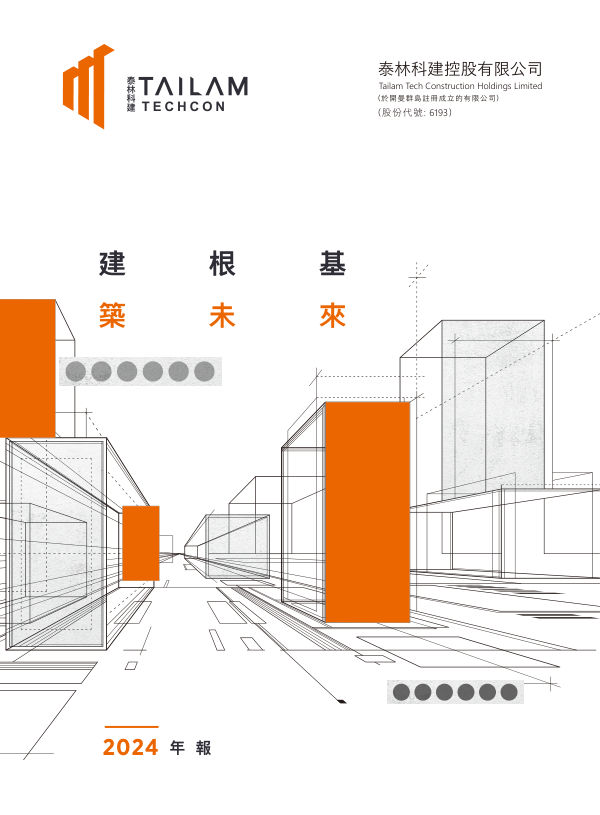 泰林科建
TAILAM
TECHCON
泰林科建控股有限公司
Tailam Tech Construction Holdings Limited
(於開曼群島註冊成立的有限公司)
(股份代號: 6193)
建 根 基
築 未 來
2024 年 報